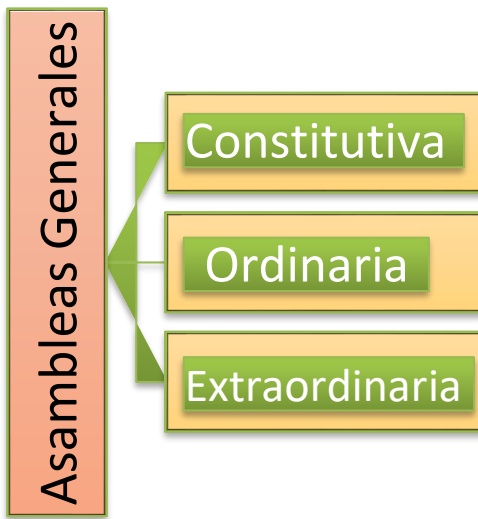 Asambleas Generales
Constitutiva
Ordinaria
Extraordinaria